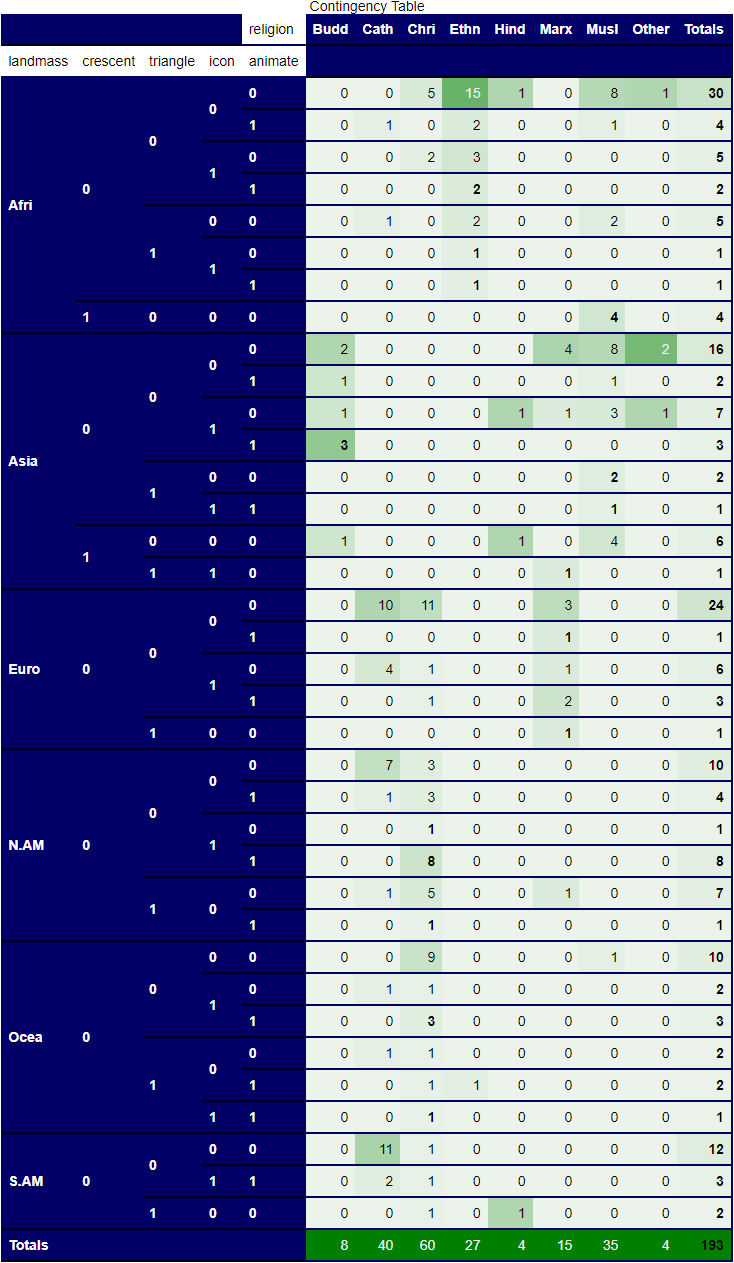 Contingency Table
religion Budd Cath Chri Ethn Hind Marx Musl Other Totals
landmass crescent triangle icon animate
Afri 0 0 0 0 0 0 5 15 1 0 8 1 30
1 0 1 0 2 0 0 1 0 4
1 0 0 0 2 3 0 0 0 0 5
1 0 0 0 2 0 0 0 0 2
1 0 0 0 1 0 2 0 0 2 0 5
1 0 0 0 0 1 0 0 0 0 1
1 0 0 0 1 0 0 0 0 1
1 0 0 0 0 0 0 0 0 0 4 0 4
Asia 0 0 0 0 2 0 0 0 0 4 8 2 16
1 1 0 0 0 0 0 1 0 2
1 0 1 0 0 0 1 1 3 1 7
1 3 0 0 0 0 0 0 0 3
1 0 0 0 0 0 0 0 0 2 0 2
1 1 0 0 0 0 0 0 1 0 1
1 0 0 0 1 0 0 0 1 0 4 0 6
1 1 0 0 0 0 0 0 1 0 0 1
Euro 0 0 0 0 0 10 11 0 0 3 0 0 24
1 0 0 0 0 0 1 0 0 1
1 0 0 4 1 0 0 1 0 0 6
1 0 0 1 0 0 2 0 0 3
1 0 0 0 0 0 0 0 1 0 0 1
N.AM 0 0 0 0 0 7 3 0 0 0 0 0 10
1 0 1 3 0 0 0 0 0 4
1 0 0 0 1 0 0 0 0 0 1
1 0 0 8 0 0 0 0 0 8
1 0 0 0 1 5 0 0 1 0 0 7
1 0 0 1 0 0 0 0 0 1
Ocea 0 0 0 0 0 0 9 0 0 0 1 0 10
1 0 0 1 1 0 0 0 0 0 2
1 0 0 3 0 0 0 0 0 3
1 0 0 0 1 1 0 0 0 0 0 2
1 0 0 1 1 0 0 0 0 2
1 1 0 0 1 0 0 0 0 0 1
S.AM 0 0 0 0 0 11 1 0 0 0 0 0 12
1 1 0 2 1 0 0 0 0 0 3
1 0 0 0 0 1 0 1 0 0 0 2
Totals 8 40 60 27 4 15 35 4 193